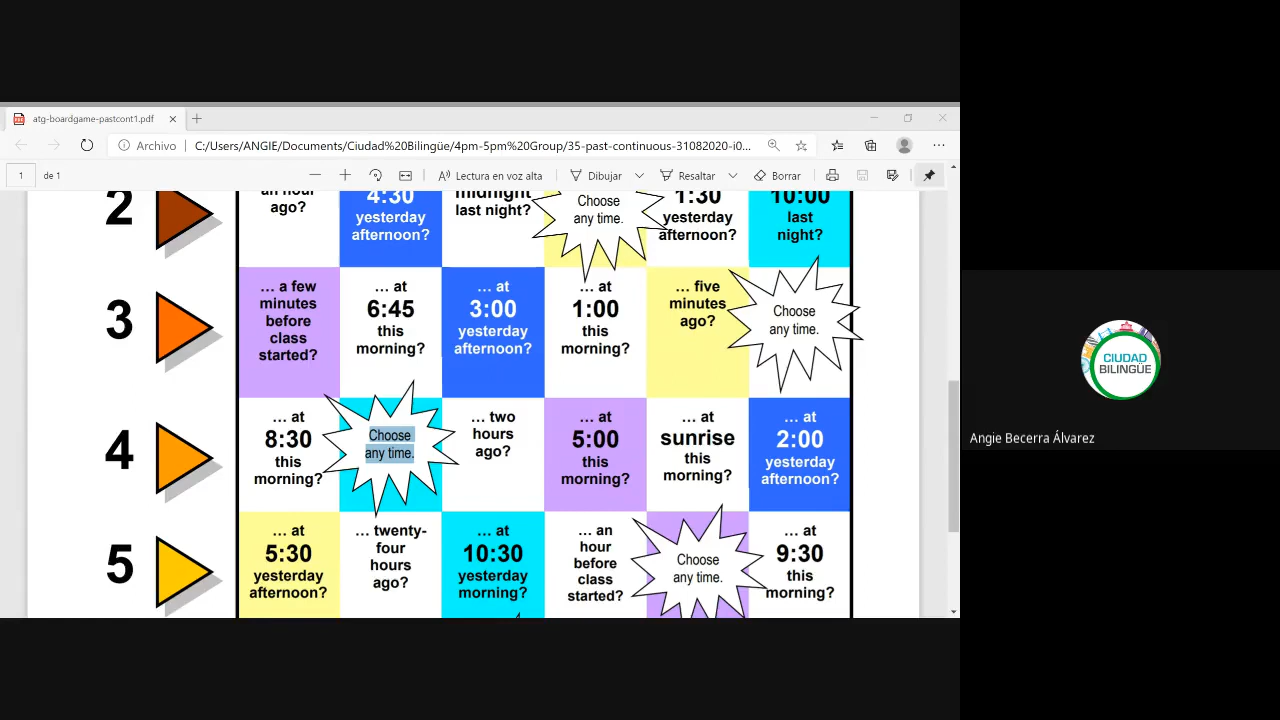 atg-boardgame-pastcont1.pdf
Archivo
C:/Users/ANGIE/Documents/Ciudad%20Bilingüe/4pm-5pm%20Group/35-past-continuous-31082020-i0...
1
de 1
Lectura en voz alta
Dibujar
Resaltar
Borrar
2
an hour
ago?
4:30
yesterday
afternoon?
midnight
last night?
Choose
any time.
1:30
yesterday
afternoon?
10:00
last
night?
3
... a few
minutes
before
class
started?
... at
6:45
this
morning?
... at
3:00
yesterday
afternoon?
... at
1:00
this
morning?
... five
minutes
ago?
Choose
any time.
4
... at
8:30
this
morning?
Choose
any time.
... two
hours
ago?
... at
5:00
this
morning?
... at
sunrise
this
morning?
... at
2:00
yesterday
afternoon?
5
... at
5:30
yesterday
afternoon?
... twenty-
four
hours
ago?
... at
10:30
yesterday
morning?
... an
hour
before
class
started?
Choose
any time.
... at
9:30
this
morning?
CIUDAD
BILINGÜE
Angie Becerra Álvarez